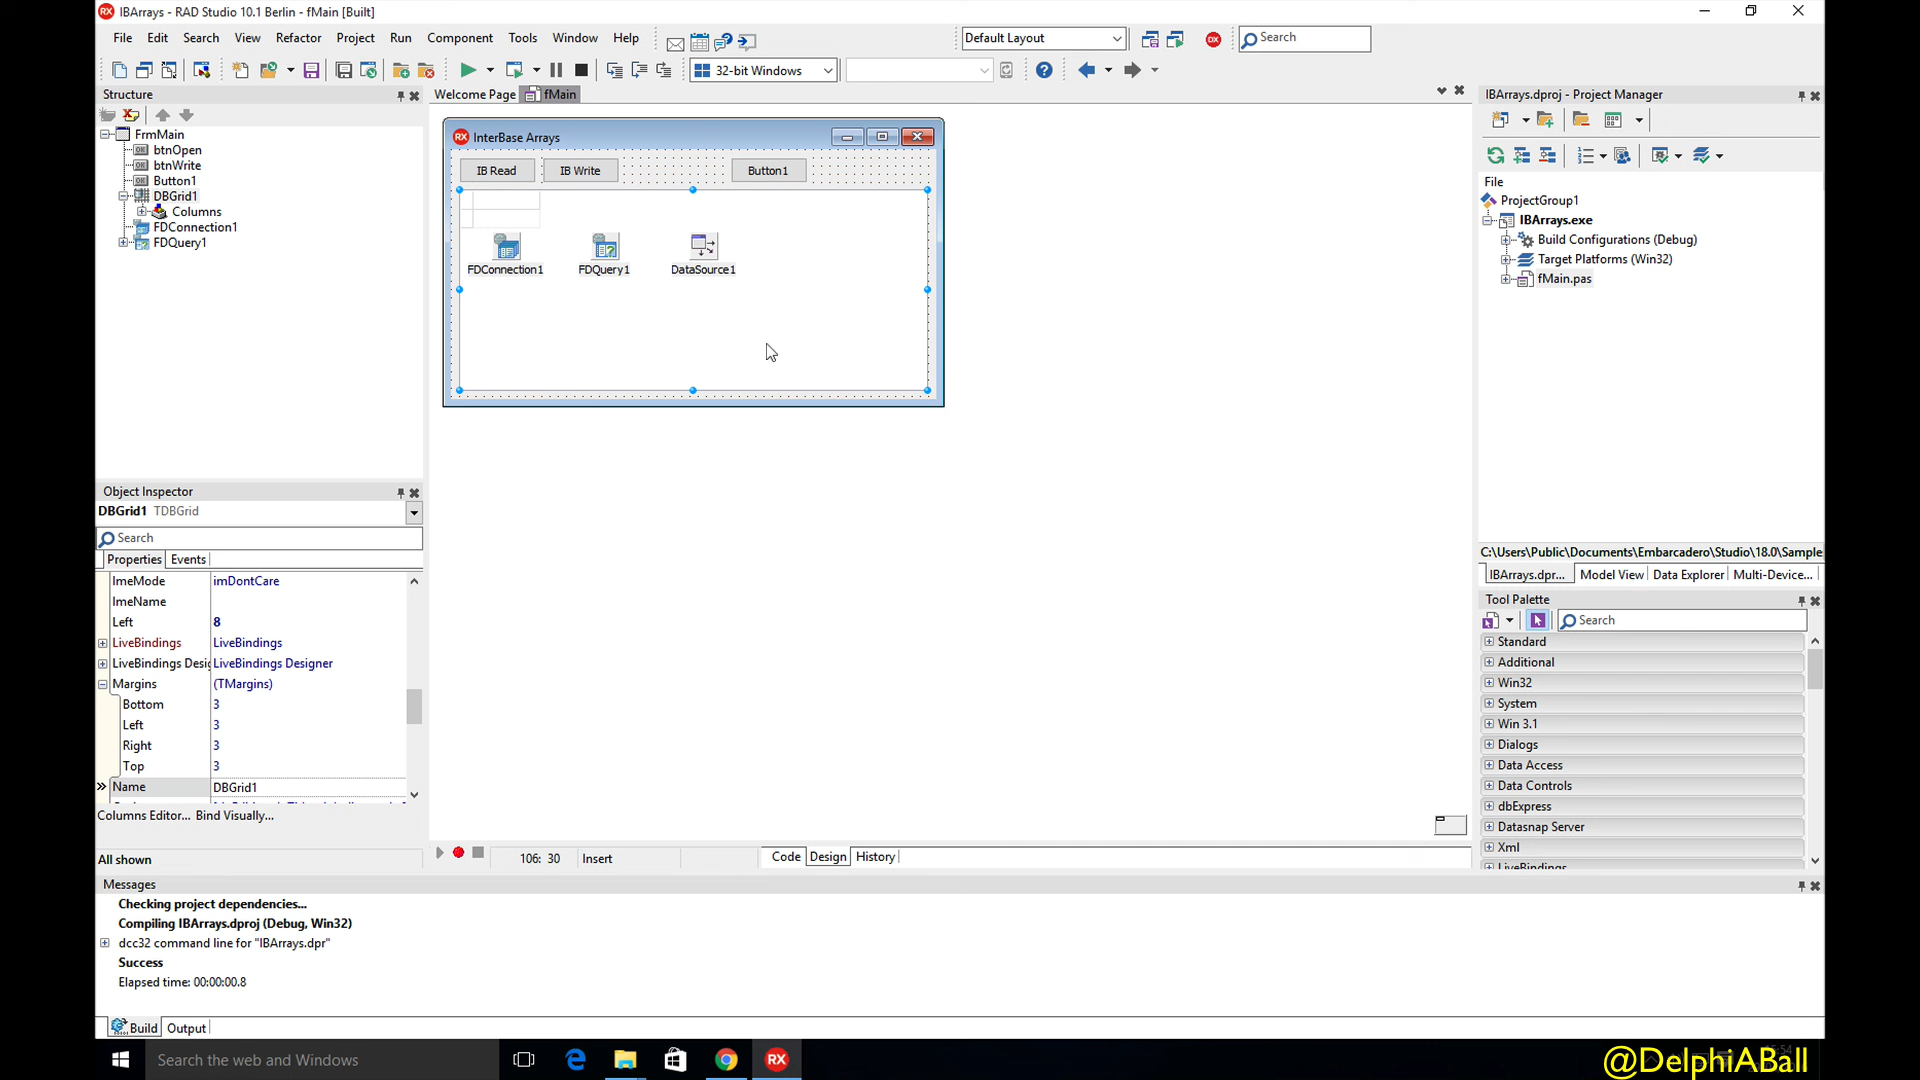 IBArrays - RAD Studio 10.1 Berlin - fMain [Built]
File Edit Search View Refactor Project Run Component Tools Window Help
Default Layout
Search
32-bit Windows
Structure
Welcome Page fMain
FrmMain
btnOpen
btnWrite
Button1
DBGrid1
Columns
FDConnection1
FDQuery1
InterBase Arrays
IB Read IB Write Button1
FDConnection1 FDQuery1 DataSource1
IBArrays.dproj - Project Manager
File
ProjectGroup1
IBArrays.exe
Build Configurations (Debug)
Target Platforms (Win32)
fMain.pas
Object Inspector
DBGrid1 TDBGrid
Search
Properties Events
ImeMode imDontCare
ImeName
Left 8
LiveBindings LiveBindings
LiveBindings Desig LiveBindings Designer
Margins (TMargins)
Bottom 3
Left 3
Right 3
Top 3
Name DBGrid1
Columns Editor... Bind Visually...
All shown
C:\Users\Public\Documents\Embarcadero\Studio\18.0\Sample
IBArrays.dpr... Model View Data Explorer Multi-Device...
Tool Palette
Search
Standard
Additional
Win32
System
Win 3.1
Dialogs
Data Access
Data Controls
dbExpress
Datasnap Server
Xml
LiveBindings
106: 30 Insert Code Design History
Messages
Checking project dependencies...
Compiling IBArrays.dproj (Debug, Win32)
dcc32 command line for "IBArrays.dpr"
Success
Elapsed time: 00:00:00.8
Build Output
Search the web and Windows
@DelphiABall